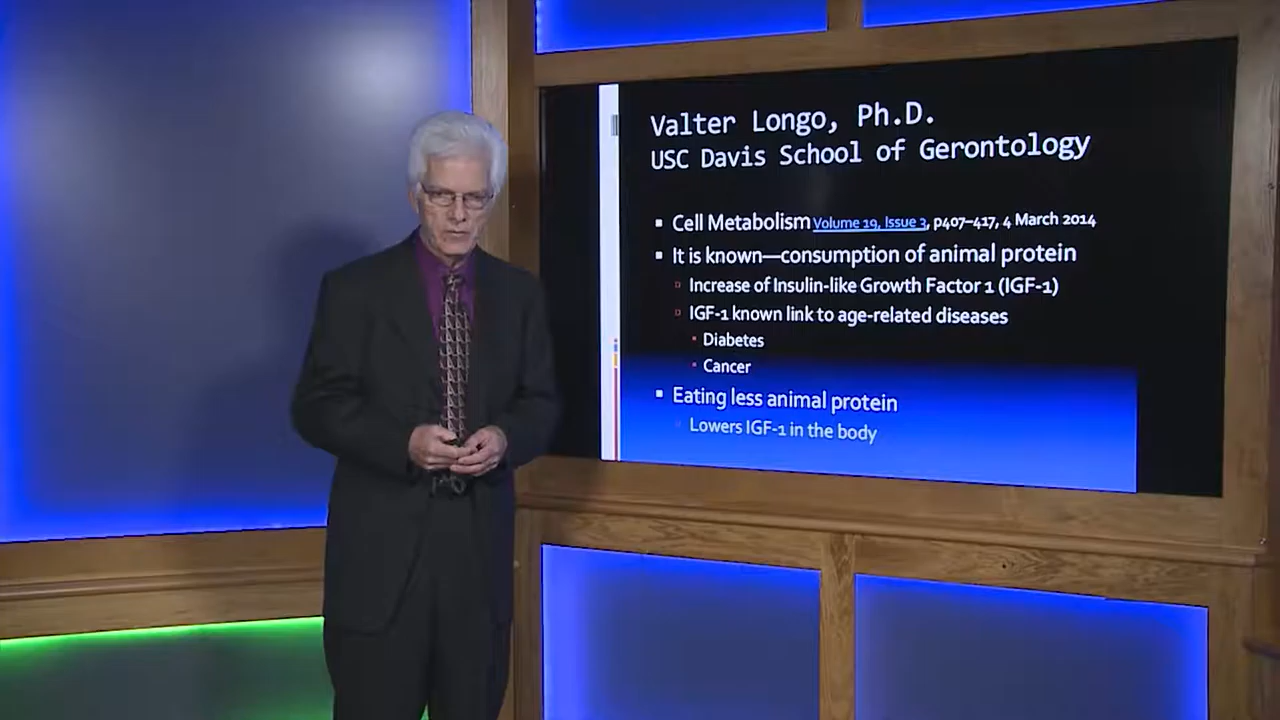 Valter Longo, Ph.D.
USC Davis School of Gerontology
Cell Metabolism Volume 19, Issue 3, p407–417, 4 March 2014
It is known—consumption of animal protein
Increase of Insulin-like Growth Factor 1 (IGF-1)
IGF-1 known link to age-related diseases
Diabetes
Cancer
Eating less animal protein
Lowers IGF-1 in the body